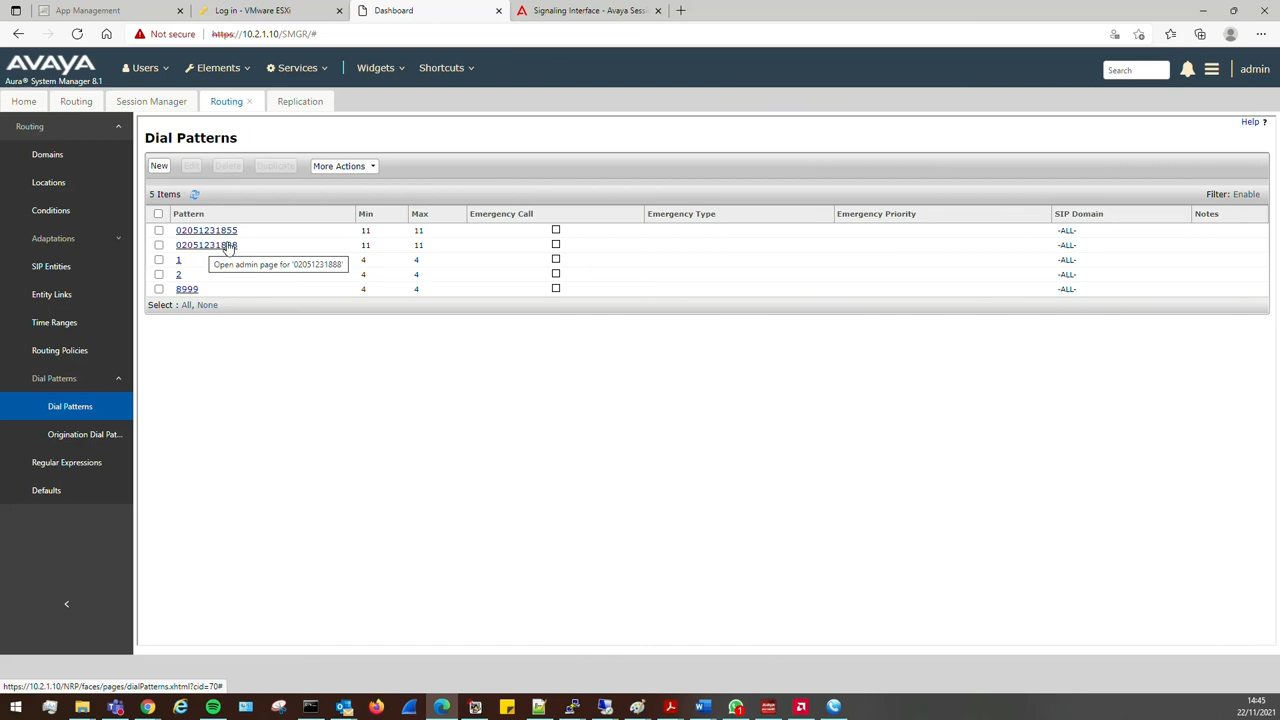 App Management
Log in - VMware ESXi
Dashboard
Signaling Interface - Avaya Sess
Not secure
https://10.2.1.10/SMGR/#
AVAYA
Aura® System Manager 8.1
Users
Elements
Services
Widgets
Shortcuts
Search
admin
Home
Routing
Session Manager
Routing
Replication
Routing
Help ?
Domains
Locations
Conditions
Adaptations
SIP Entities
Entity Links
Time Ranges
Routing Policies
Dial Patterns
Dial Patterns
Origination Dial Pat...
Regular Expressions
Defaults
Dial Patterns
New Edit Delete Duplicate More Actions
5 Items
Filter: Enable
Pattern Min Max Emergency Call Emergency Type Emergency Priority SIP Domain Notes
02051231855 11 11 -ALL-
02051231888 11 11 -ALL-
1 4 4 -ALL-
Open admin page for '02051231888'
2 4 4 -ALL-
8999 4 4 -ALL-
Select : All, None
https://10.2.1.10/NRP/faces/pages/dialPatterns.xhtml?cid=70#
14:45
22/11/2021